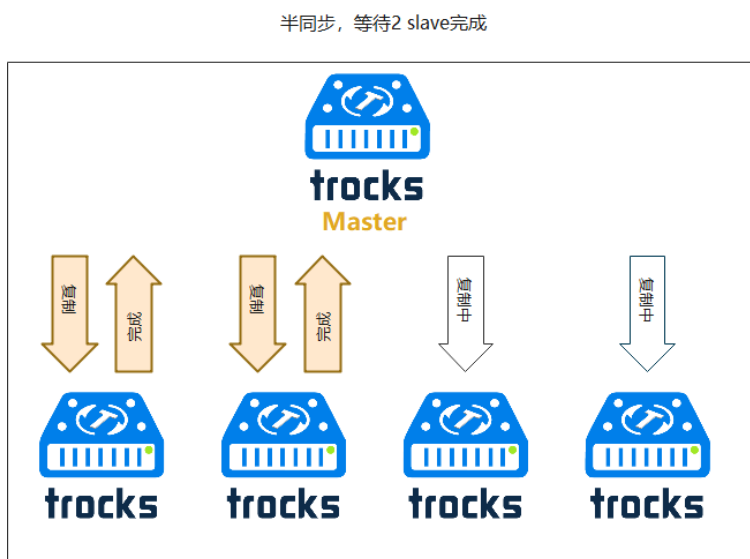 半同步，等待2 slave完成
trocks
Master
复制
完成
复制
完成
复制中
复制中
trocks
trocks
trocks
trocks